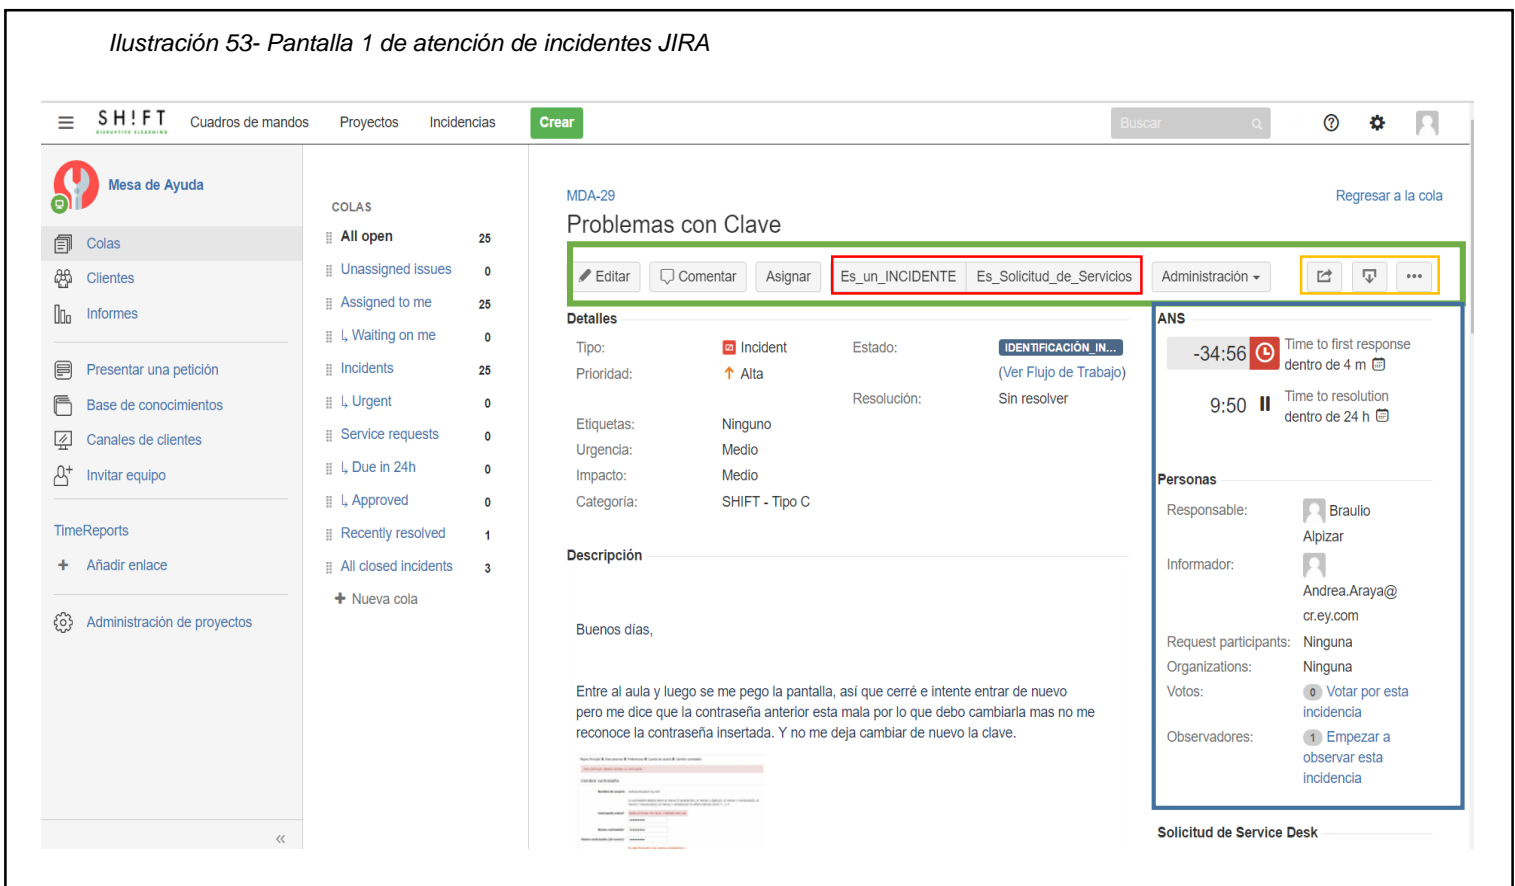 Ilustración 53- Pantalla 1 de atención de incidentes JIRA
SH!FT
DISRUPTIVE ELEARNING
Cuadros de mandos Proyectos Incidencias Crear Buscar
Mesa de Ayuda
Colas
Clientes
Informes
Presentar una petición
Base de conocimientos
Canales de clientes
Invitar equipo
TimeReports
+ Añadir enlace
Administración de proyectos
«
COLAS
All open 25
Unassigned issues 0
Assigned to me 25
↳ Waiting on me 0
Incidents 25
↳ Urgent 0
Service requests 0
↳ Due in 24h 0
↳ Approved 0
Recently resolved 1
All closed incidents 3
+ Nueva cola
MDA-29
Regresar a la cola
Problemas con Clave
Editar Comentar Asignar Es_un_INCIDENTE Es_Solicitud_de_Servicios Administración
Detalles
Tipo: Incident
Estado: IDENTIFICACIÓN_IN...
Prioridad: Alta
(Ver Flujo de Trabajo)
Resolución: Sin resolver
Etiquetas: Ninguno
Urgencia: Medio
Impacto: Medio
Categoría: SHIFT - Tipo C
Descripción
Buenos días,
Entre al aula y luego se me pego la pantalla, así que cerré e intente entrar de nuevo
pero me dice que la contraseña anterior esta mala por lo que debo cambiarla mas no me
reconoce la contraseña insertada. Y no me deja cambiar de nuevo la clave.
Cambiar contraseña
ANS
-34:56 Time to first response
dentro de 4 m
9:50 Time to resolution
dentro de 24 h
Personas
Responsable: Braulio
Alpizar
Informador:
Andrea.Araya@
cr.ey.com
Request participants: Ninguna
Organizations: Ninguna
Votos: 0 Votar por esta
incidencia
Observadores: 1 Empezar a
observar esta
incidencia
Solicitud de Service Desk